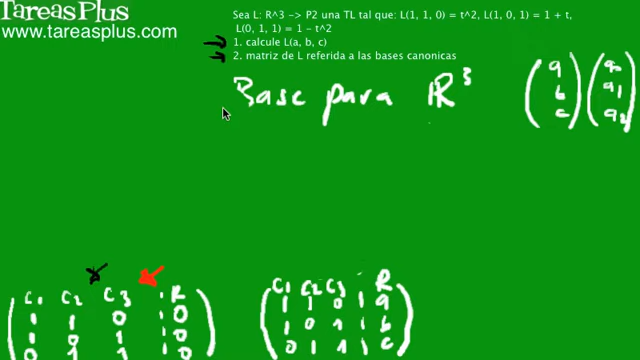 TareasPlus
www.tareasplus.com
Sea L: R^3 -> P2 una TL tal que: L(1, 1, 0) = t^2, L(1, 0, 1) = 1 + t,
L(0, 1, 1) = 1 - t^2
1. calcule L(a, b, c)
2. matriz de L referida a las bases canonicas
Base para ℝ³
a a₀
b a₁
c a₂
C1 C2 C3 | R
1 1 0 | 0
1 0 1 | 0
0 1 1 | 0
C1 C2 C3 | R
1 1 0 | a
1 0 1 | b
0 1 1 | c